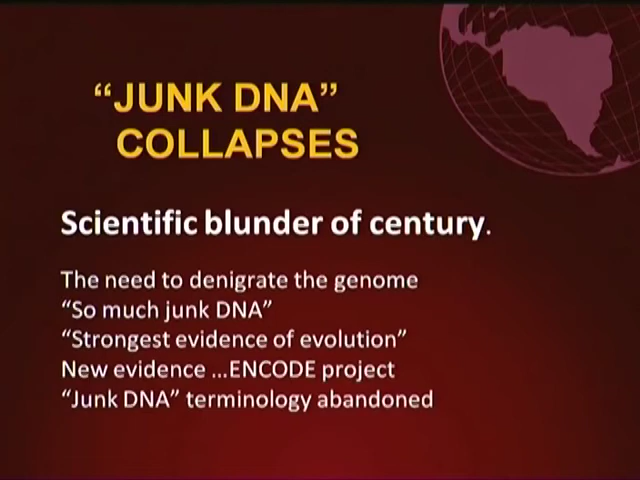 “JUNK DNA”
COLLAPSES
Scientific blunder of century.
The need to denigrate the genome
“So much junk DNA”
“Strongest evidence of evolution”
New evidence ...ENCODE project
“Junk DNA” terminology abandoned